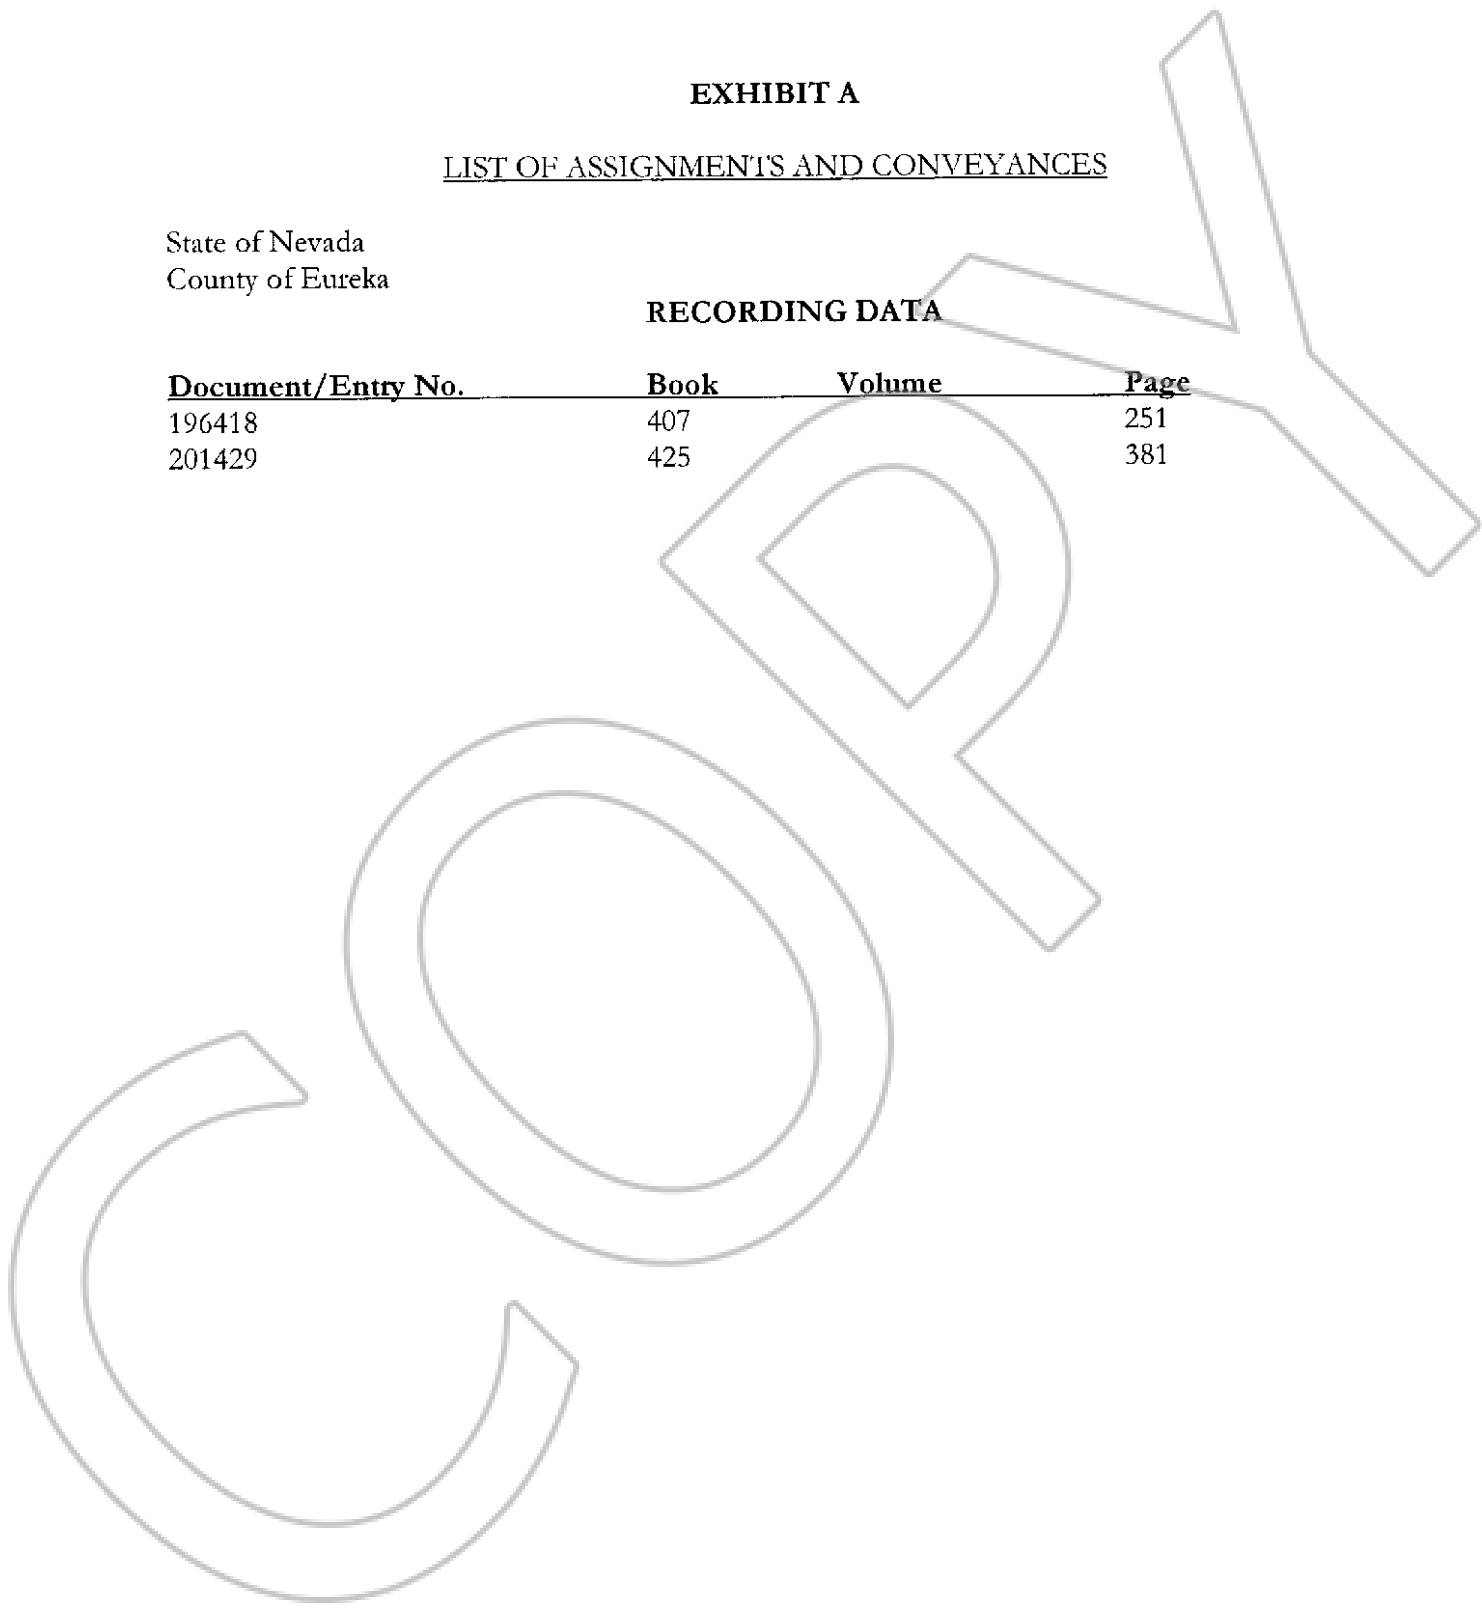 EXHIBIT A
LIST OF ASSIGNMENTS AND CONVEYANCES
State of Nevada
County of Eureka
RECORDING DATA
Document/Entry No. Book Volume Page
196418 407 251
201429 425 381
COPY